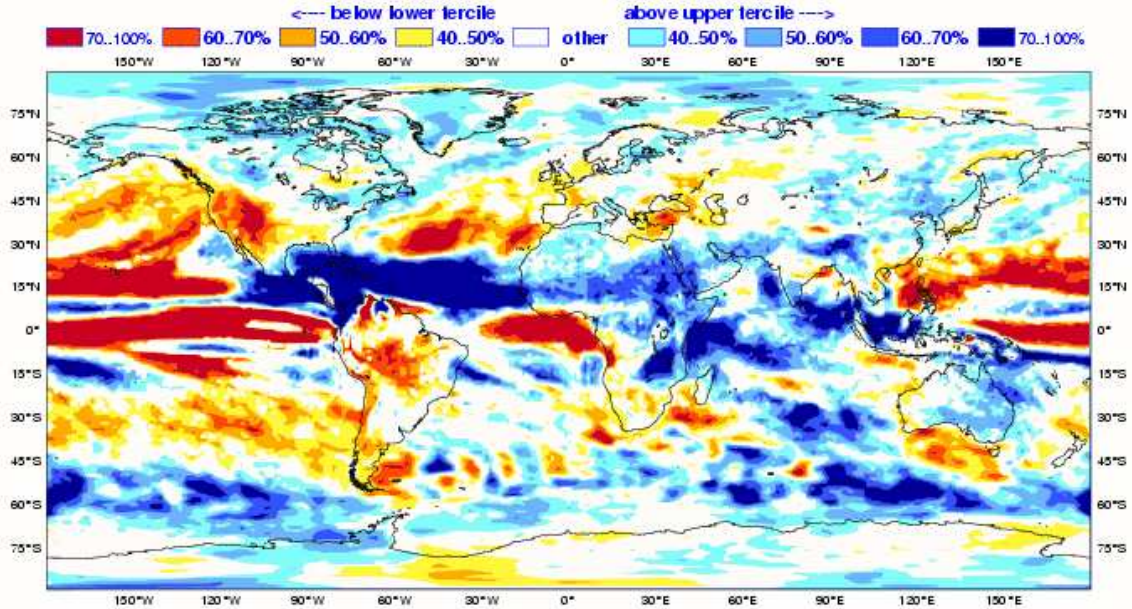 <---- below lower tercile above upper tercile ---->
70..100% 60..70% 50..60% 40..50% other 40..50% 50..60% 60..70% 70..100%
150°W 120°W 90°W 60°W 30°W 0° 30°E 60°E 90°E 120°E 150°E
75°N 75°N
60°N 60°N
45°N 45°N
30°N 30°N
15°N 15°N
0° 0°
15°S 15°S
30°S 30°S
45°S 45°S
60°S 60°S
75°S 75°S
150°W 120°W 90°W 60°W 30°W 0° 30°E 60°E 90°E 120°E 150°E